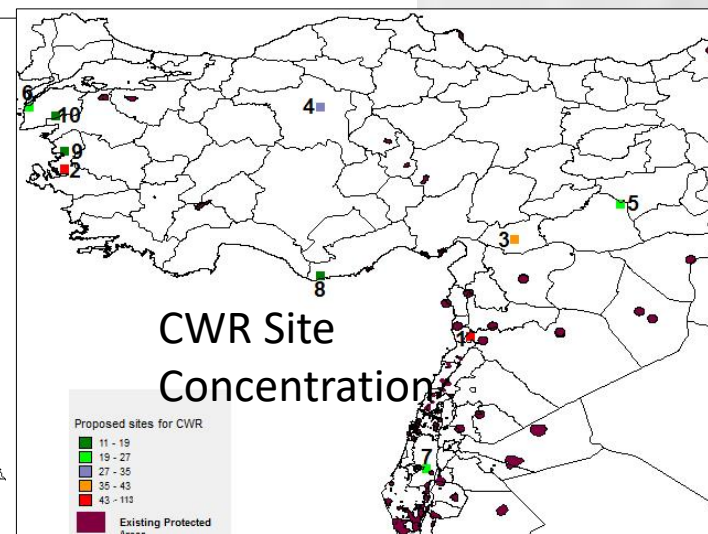 6
10
9
2
4
5
3
8
CWR Site
Concentration
1
7
Proposed sites for CWR
11 - 19
19 - 27
27 - 35
35 - 43
43 - 113
Existing Protected
Areas